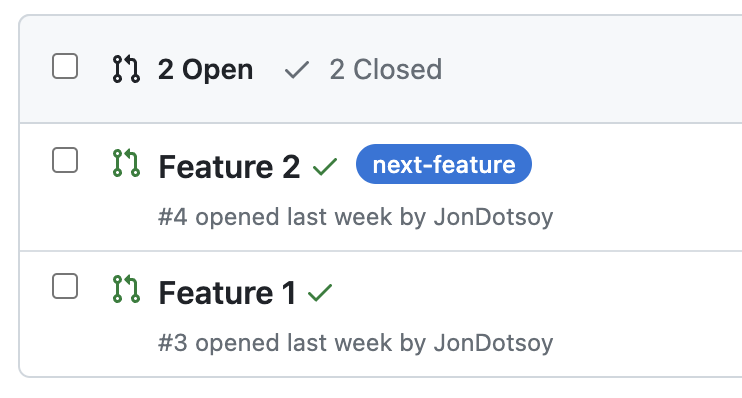 2 Open 2 Closed
Feature 2 next-feature
#4 opened last week by JonDotsoy
Feature 1
#3 opened last week by JonDotsoy